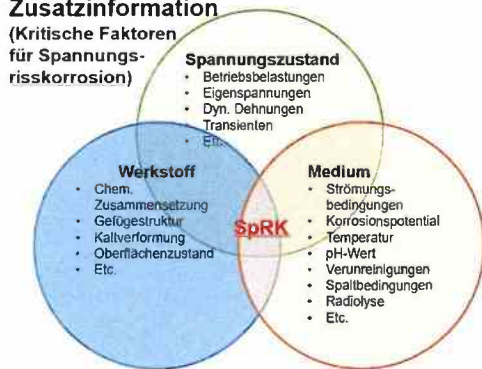 Zusatzinformation
(Kritische Faktoren
für Spannungs-
risskorrosion)
Spannungszustand
• Betriebsbelastungen
• Eigenspannungen
• Dyn. Dehnungen
• Transienten
• Etc.
Werkstoff
• Chem.
Zusammensetzung
• Gefügestruktur
• Kaltverformung
• Oberflächenzustand
• Etc.
SpRK
Medium
• Strömungs-
bedingungen
• Korrosionspotential
• Temperatur
• pH-Wert
• Verunreinigungen
• Spaltbedingungen
• Radiolyse
• Etc.